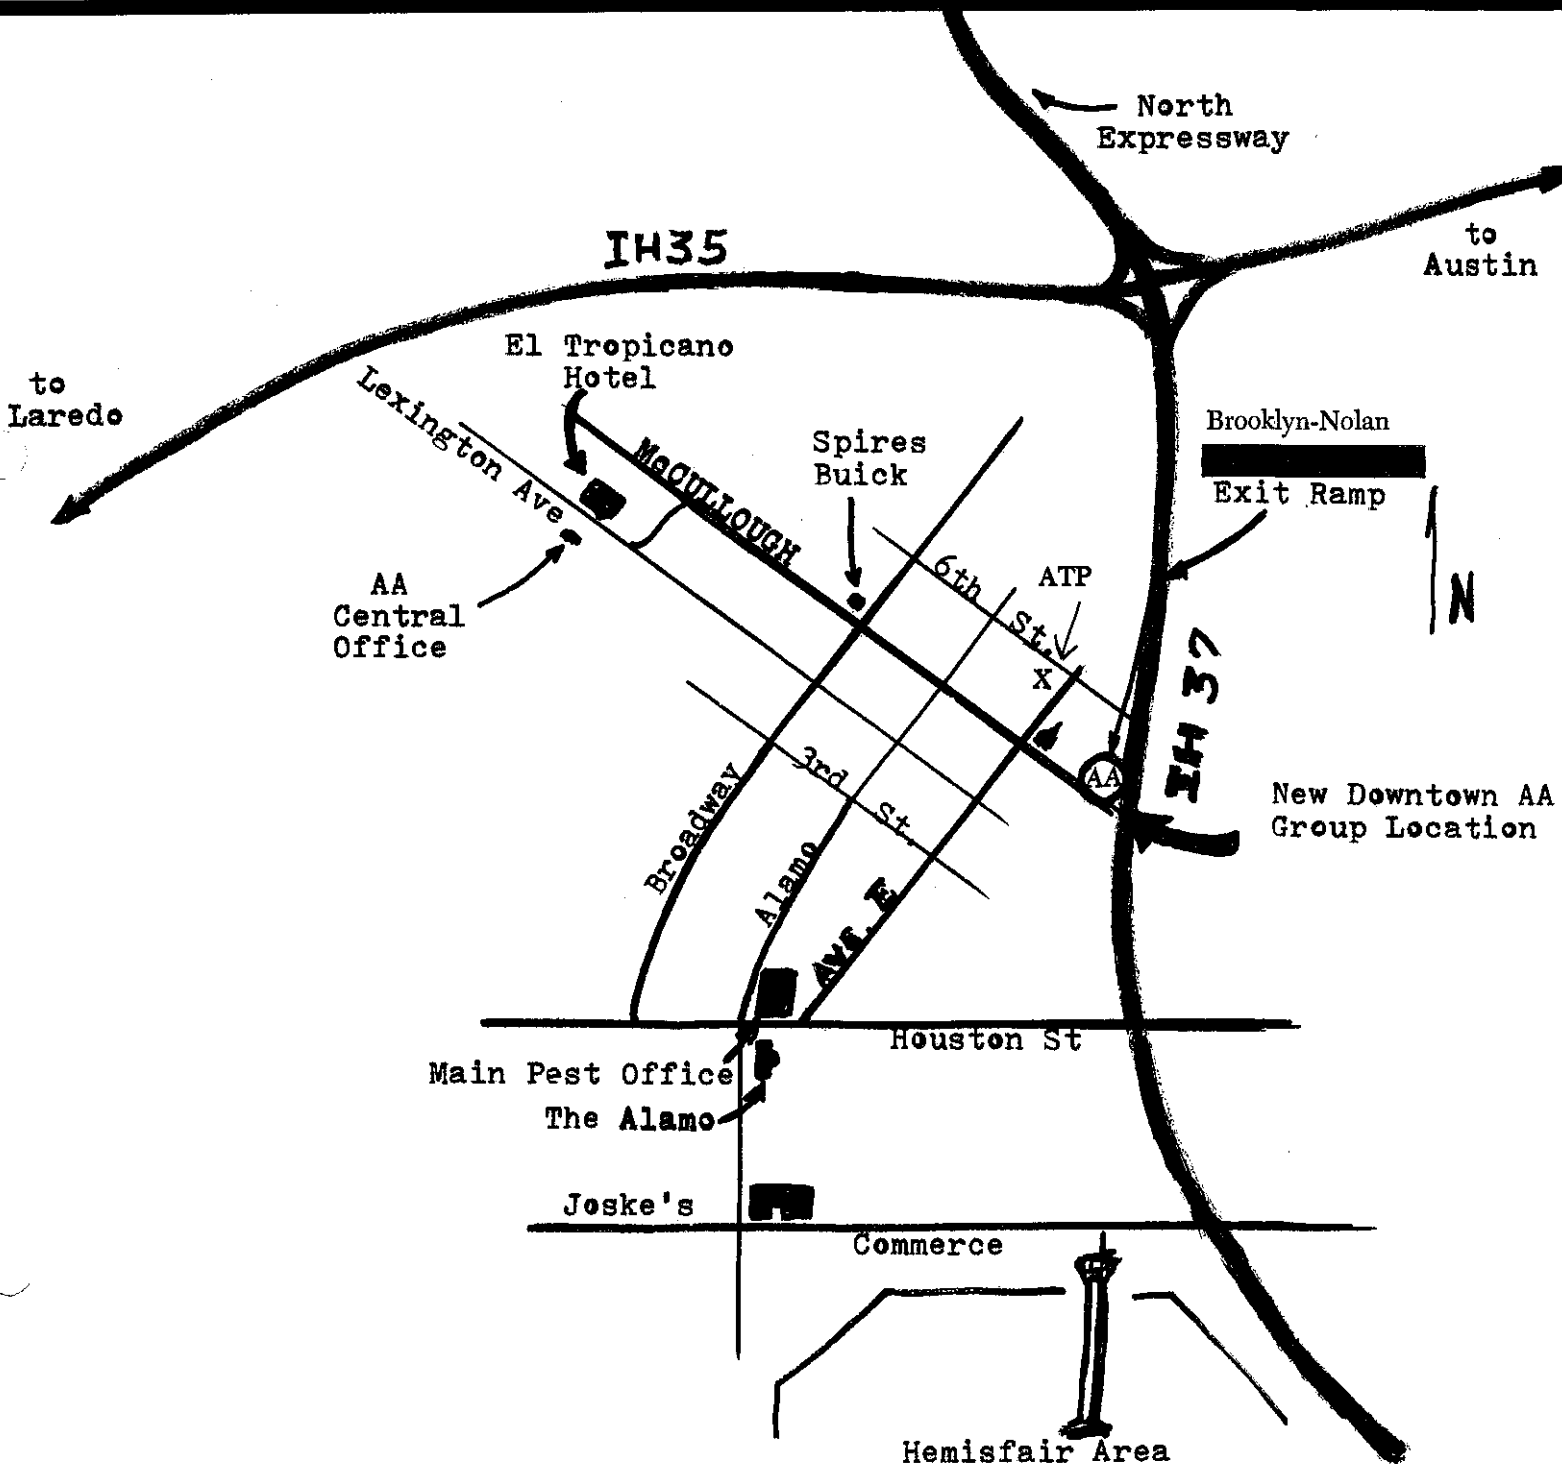 North
Expressway
IH35
to
Austin
El Tropicano
Hotel
to
Laredo
Lexington Ave
McCULLOUGH
Spires
Buick
Brooklyn-Nolan
Exit Ramp
6th St.
ATP
AA
Central
Office
N
X
IH 37
AA
3rd St.
New Downtown AA
Group Location
Broadway
Alamo
AVE. E
Houston St
Main Pest Office
The Alamo
Joske's
Commerce
Hemisfair Area